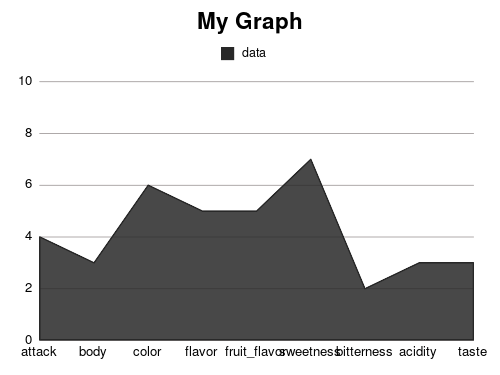 My Graph
data
10
8
6
4
2
0
attack body color flavor fruit_flavor sweetness bitterness acidity taste